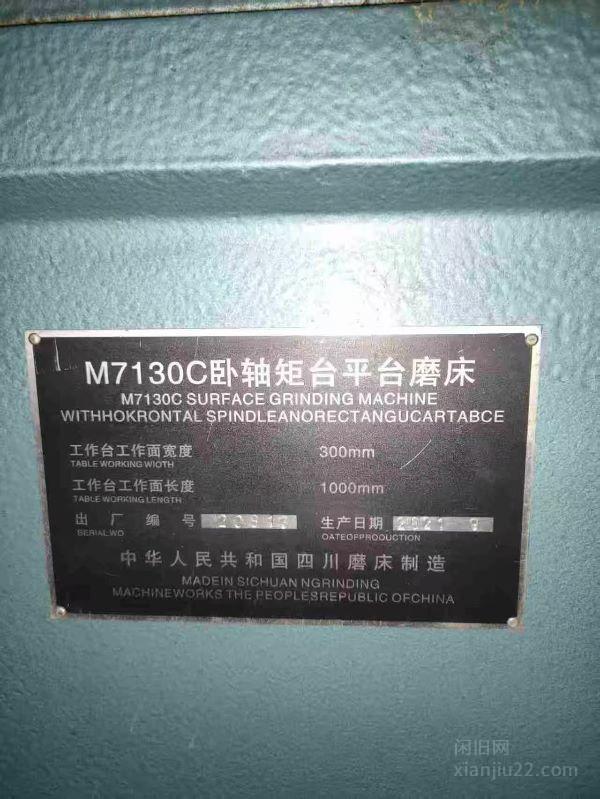 M7130C卧轴矩台平台磨床
M7130C SURFACE GRINDING MACHINE
WITHHOKRONTAL SPINDLEANORECTANGUCARTABCE
工作台工作面宽度 300mm
TABLE WORKING WIOTH
工作台工作面长度 1000mm
TABLE WORKING LENGTH
出厂编号 生产日期 2021 9
BERIALWO OATEOFPROOUCTION
中华人民共和国四川磨床制造
MADEIN SICHUAN NGRINDING
MACHINEWORKS THE PEOPLESREPUBLIC OFCHINA
闲旧网
xianjiu22.com